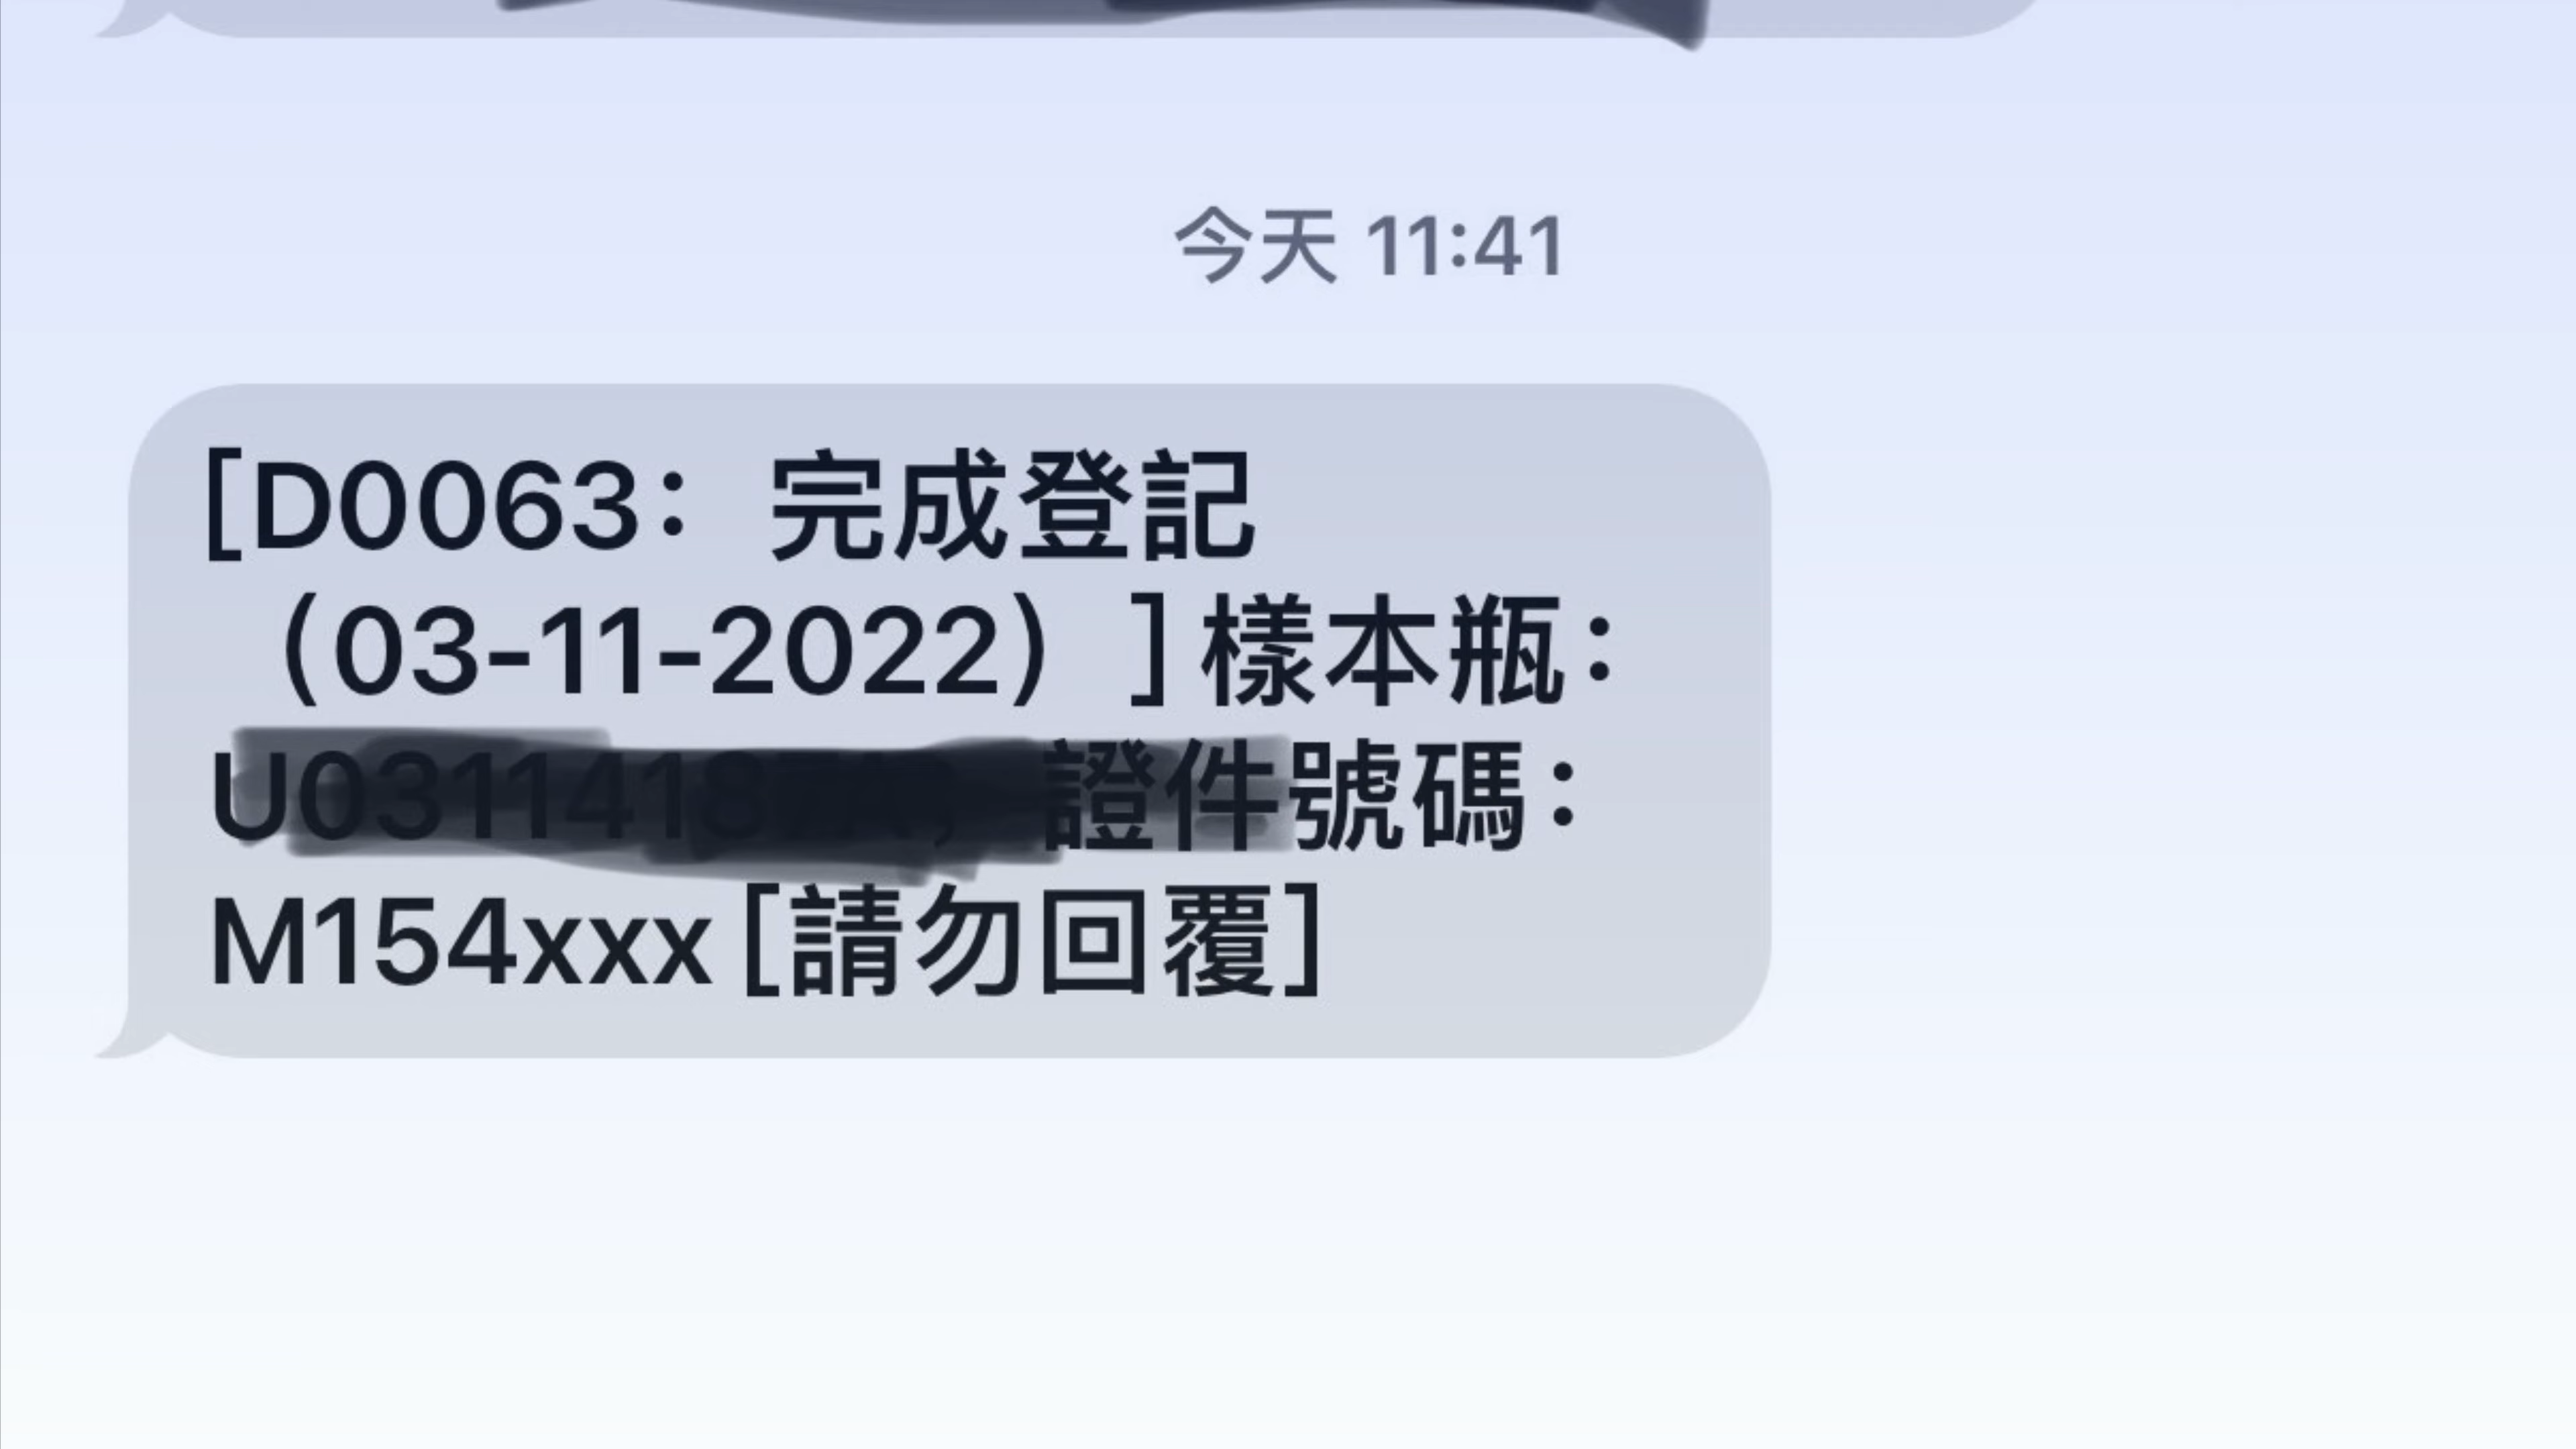 今天 11:41
[D0063：完成登記
（03-11-2022）]樣本瓶：
證件號碼：
M154xxx[請勿回覆]